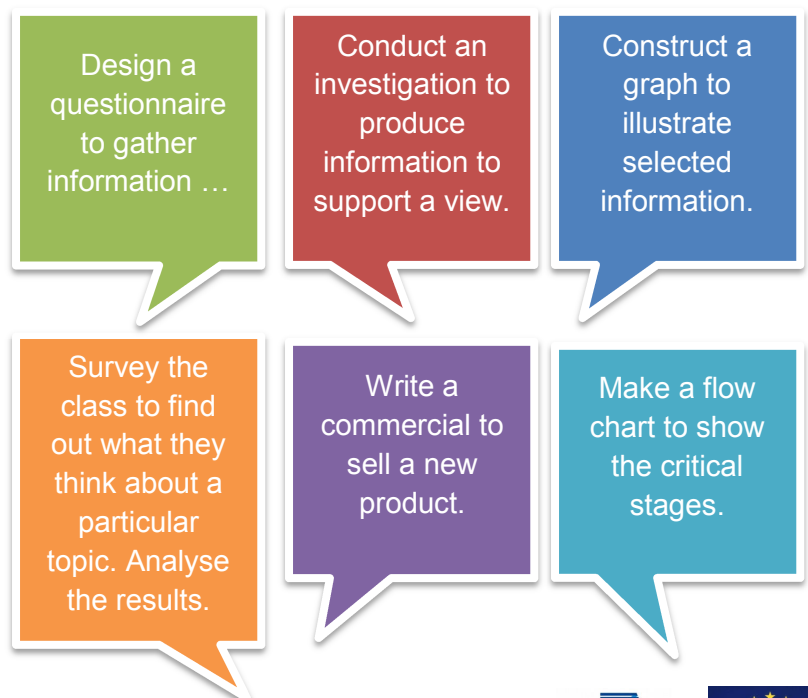 Design a
questionnaire
to gather
information …
Conduct an
investigation to
produce
information to
support a view.
Construct a
graph to
illustrate
selected
information.
Survey the
class to find
out what they
think about a
particular
topic. Analyse
the results.
Write a
commercial to
sell a new
product.
Make a flow
chart to show
the critical
stages.